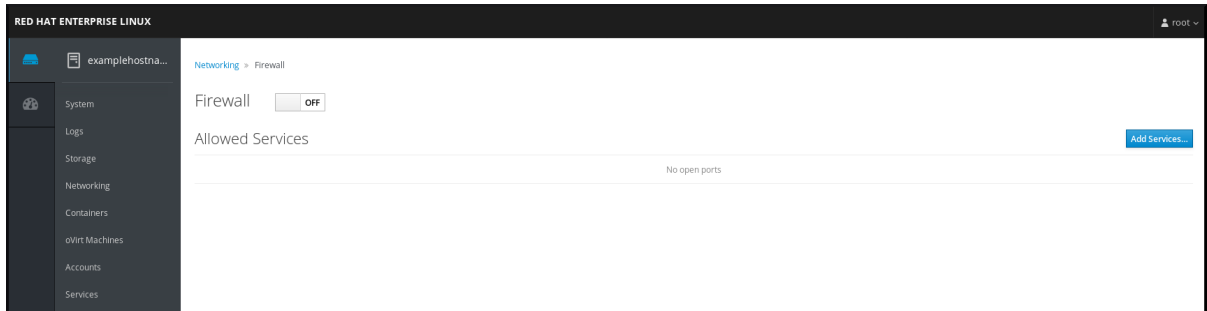 RED HAT ENTERPRISE LINUX
root
examplehostna...
System
Logs
Storage
Networking
Containers
oVirt Machines
Accounts
Services
Networking » Firewall
Firewall OFF
Allowed Services
Add Services...
No open ports